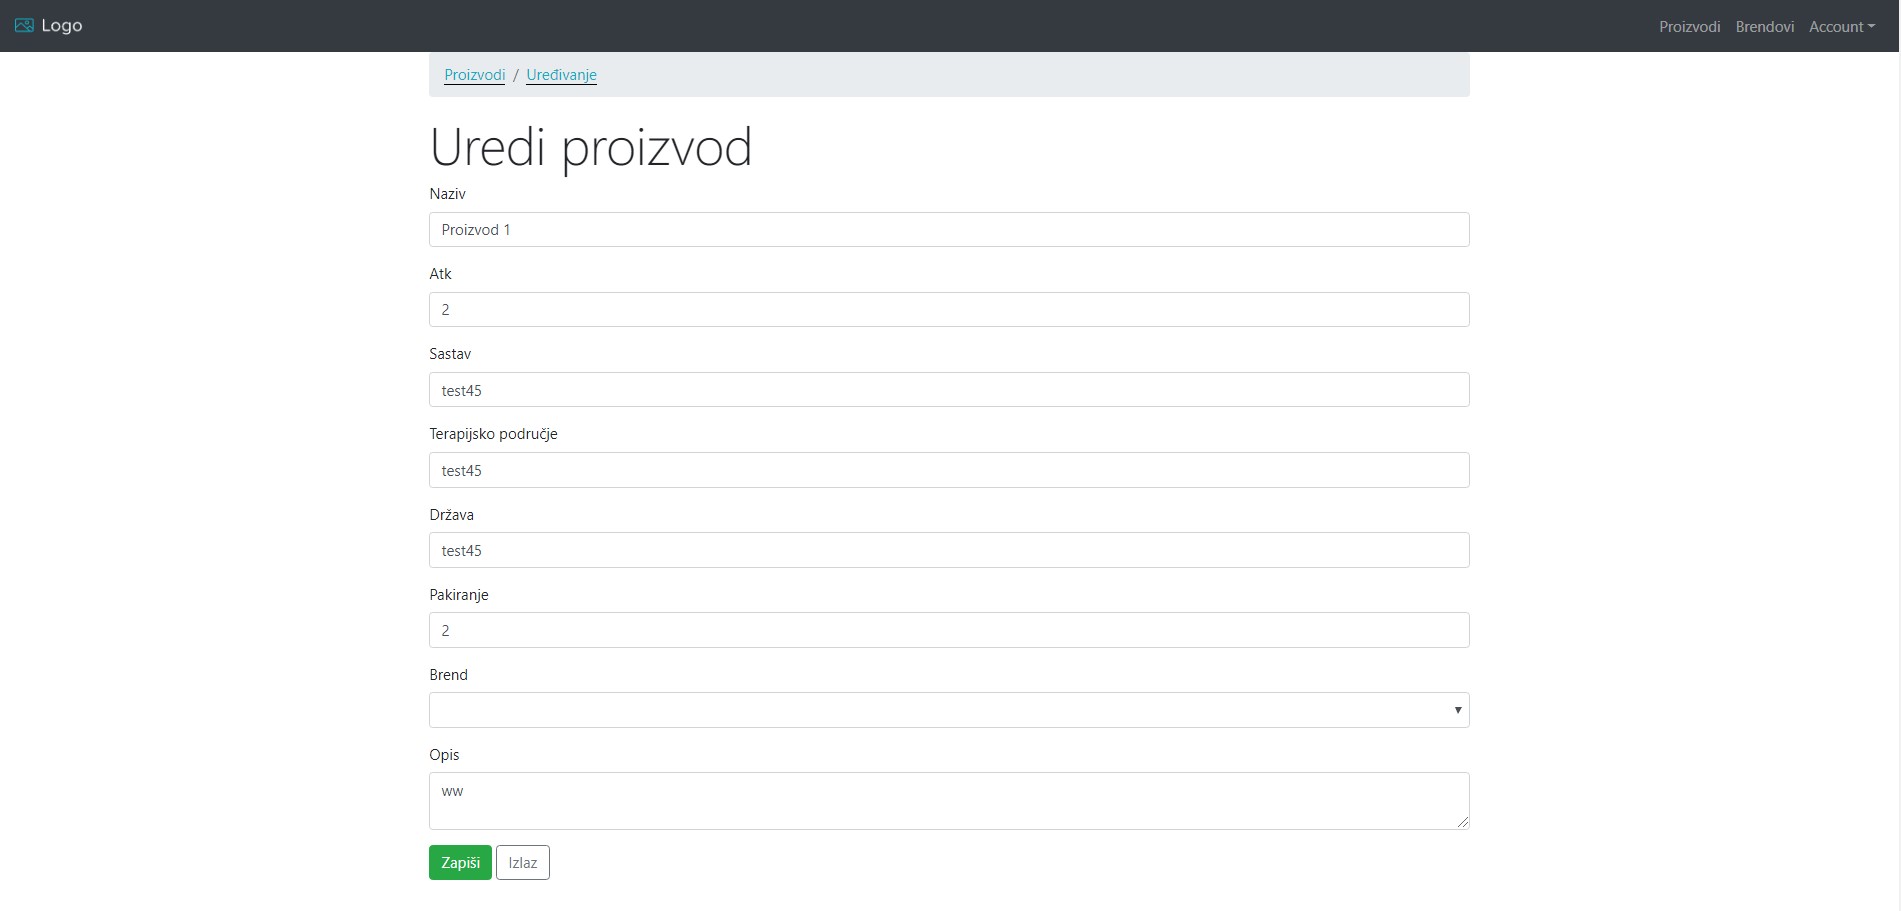 Logo
Proizvodi Brendovi Account
Proizvodi / Uređivanje
Uredi proizvod
Naziv
Proizvod 1
Atk
2
Sastav
test45
Terapijsko područje
test45
Država
test45
Pakiranje
2
Brend
Opis
ww
Zapiši Izlaz